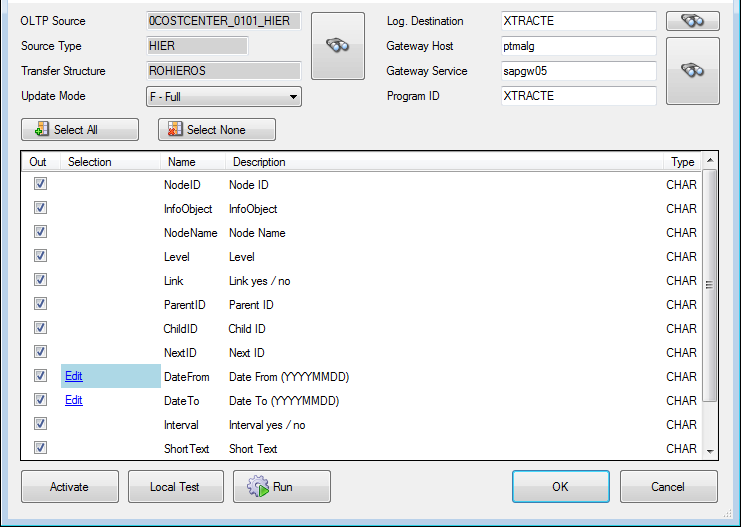 OLTP Source 0COSTCENTER_0101_HIER Log. Destination XTRACTE
Source Type HIER Gateway Host ptmalg
Transfer Structure ROHIEROS Gateway Service sapgw05
Update Mode F - Full Program ID XTRACTE
Select All Select None
Out Selection Name Description Type
NodeID Node ID CHAR
InfoObject InfoObject CHAR
NodeName Node Name CHAR
Level Level CHAR
Link Link yes / no CHAR
ParentID Parent ID CHAR
ChildID Child ID CHAR
NextID Next ID CHAR
Edit DateFrom Date From (YYYYMMDD) CHAR
Edit DateTo Date To (YYYYMMDD) CHAR
Interval Interval yes / no CHAR
ShortText Short Text CHAR
Activate Local Test Run OK Cancel